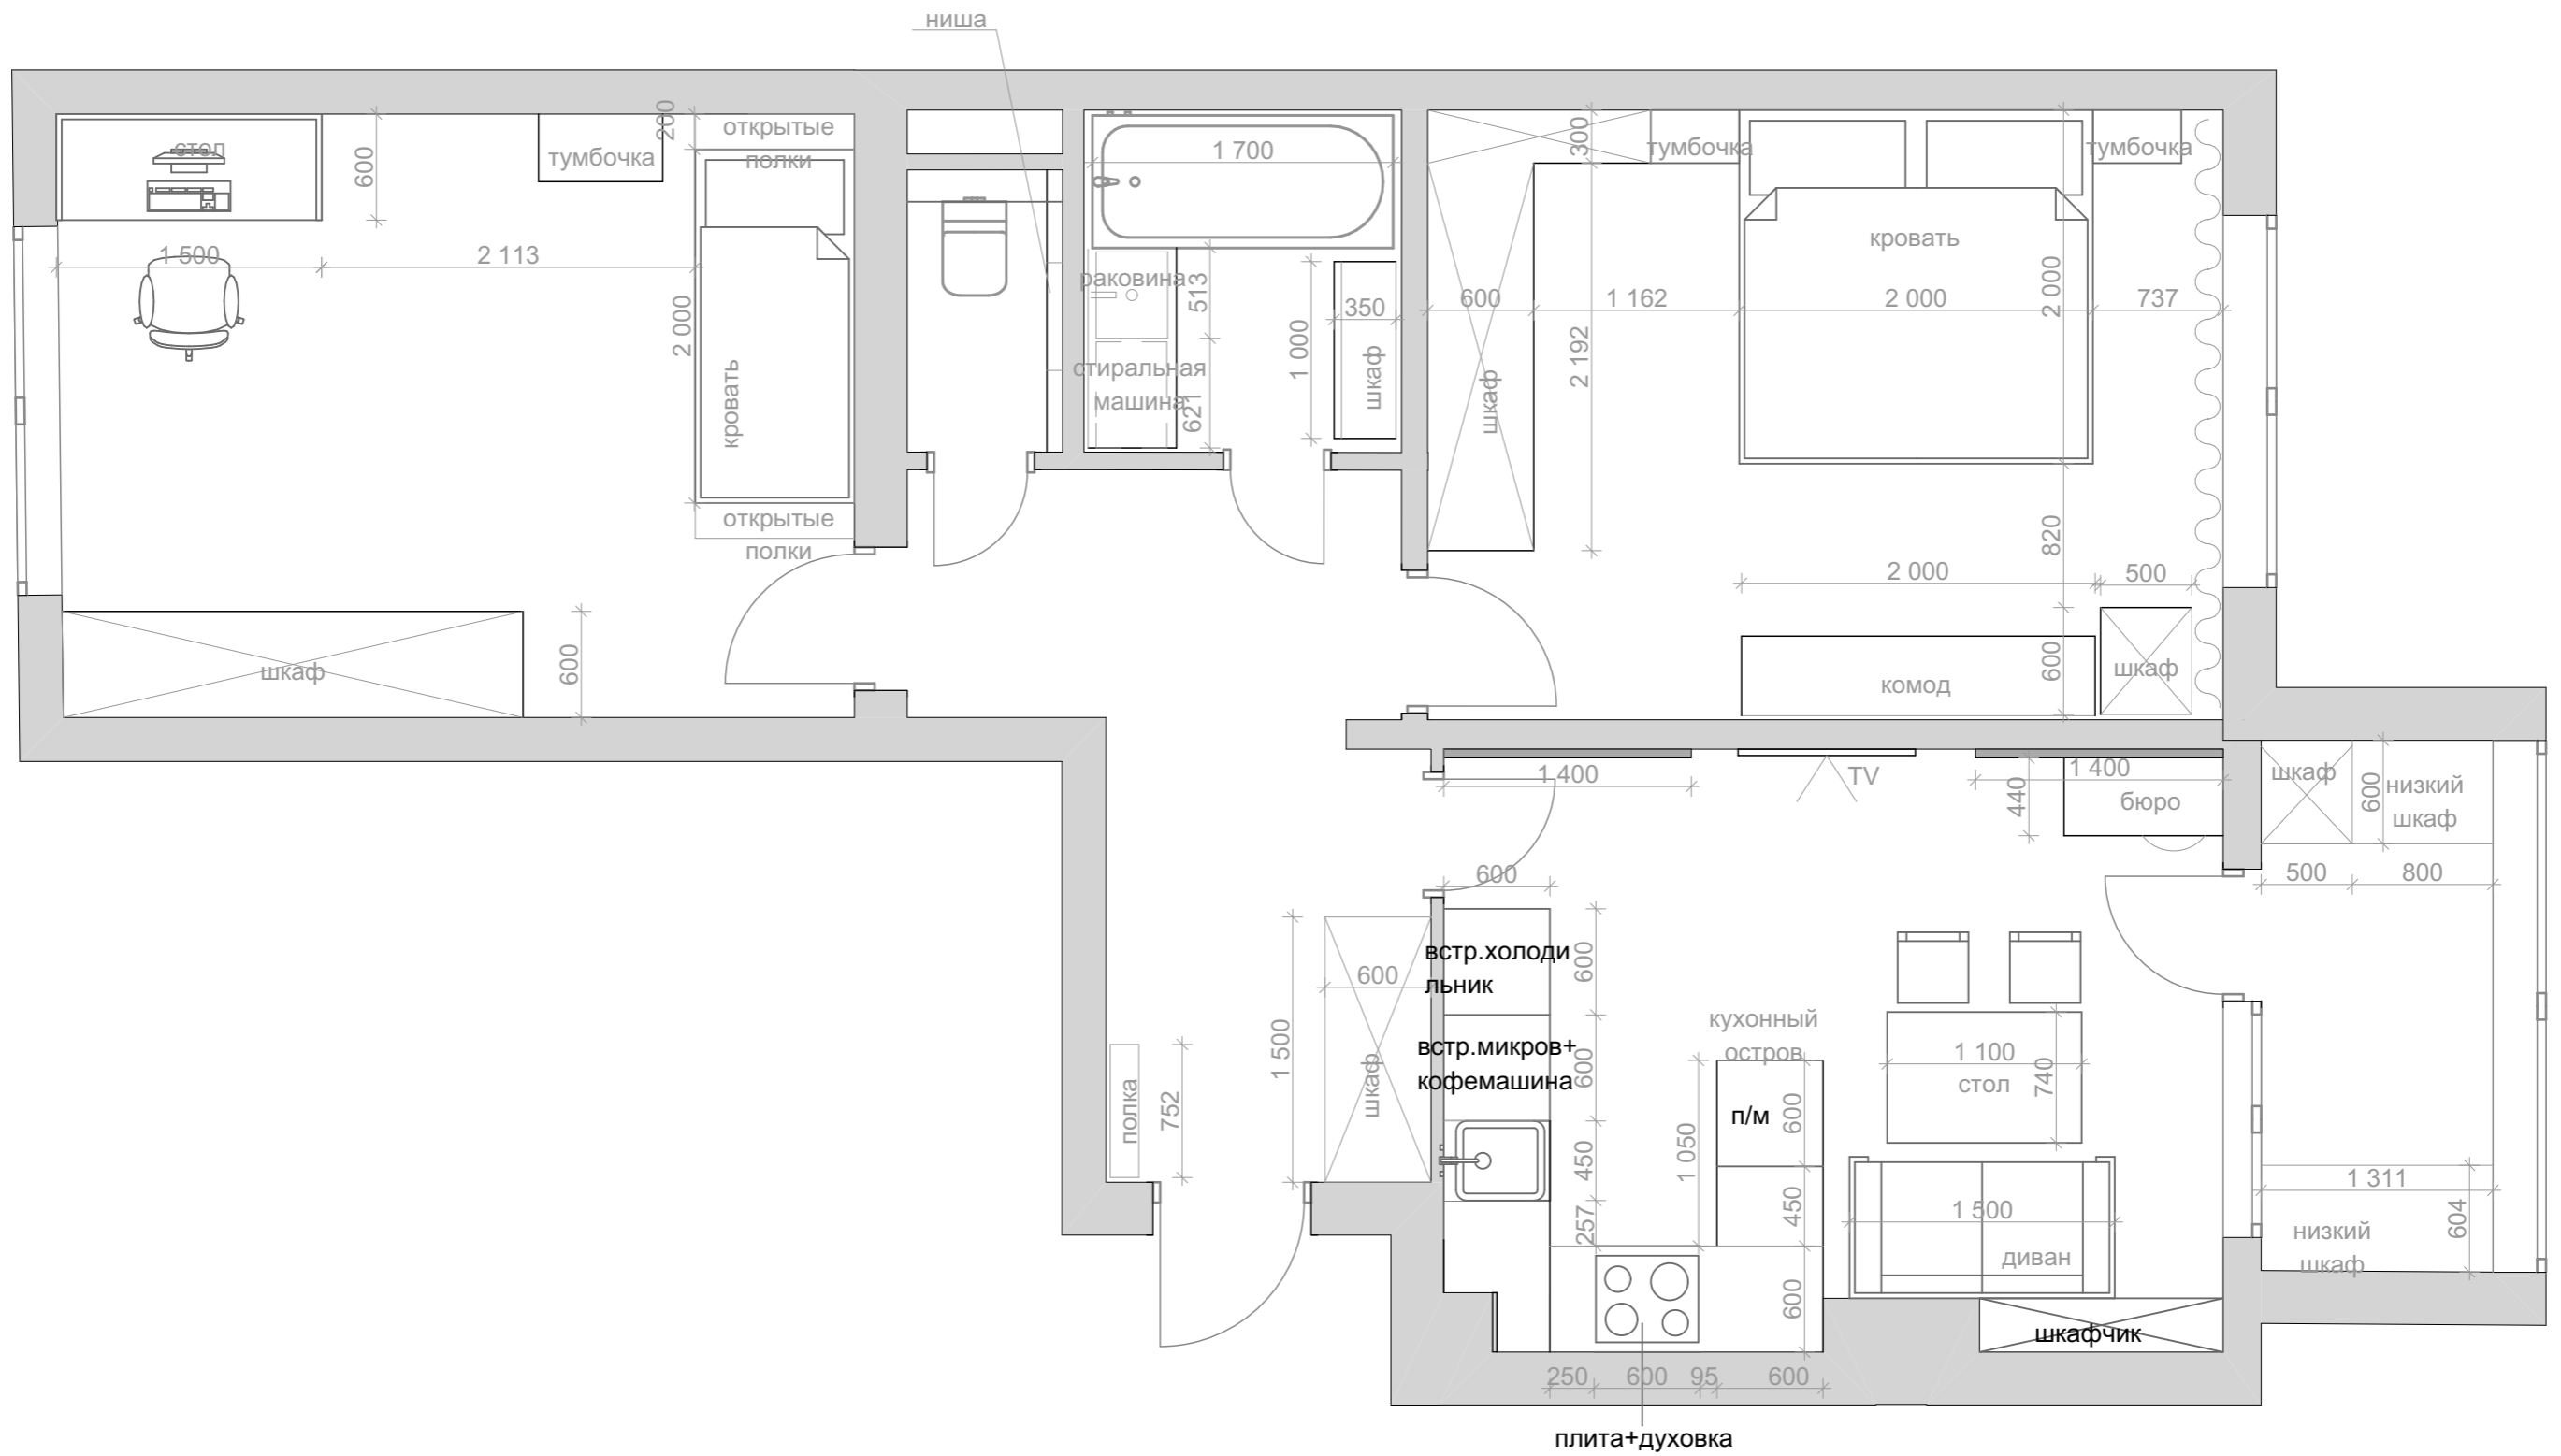 ниша
стол
600
тумбочка
200
открытые
полки
1 500
2 113
2 000
кровать
открытые
полки
шкаф
600
1 700
раковина
513
стиральная
машина
621
1 000
350
шкаф
300
тумбочка
тумбочка
кровать
600
1 162
2 000
2 000
737
2 192
шкаф
820
2 000
500
600
комод
шкаф
1 400
TV
1 400
440
бюро
шкаф
600
низкий
шкаф
500
800
600
встр.холоди
льник
600
600
1 500
шкаф
встр.микров+
кофемашина
600
кухонный
остров
1 100
стол
740
полка
752
п/м
600
1 050
450
450
257
1 500
диван
1 311
604
низкий
шкаф
600
шкафчик
250
600
95
600
плита+духовка